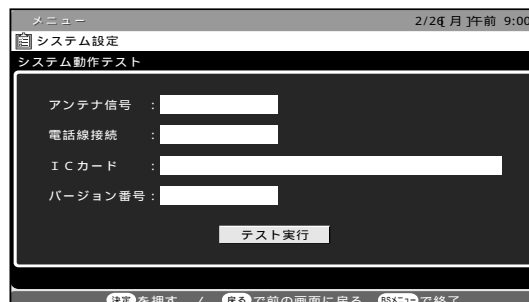 メニュー 2/26[月]午前 9:00
システム設定
システム動作テスト
アンテナ信号 :
電話線接続 :
ICカード :
バージョン番号:
テスト実行
決定を押す / 戻るで前の画面に戻る BSメニューで終了